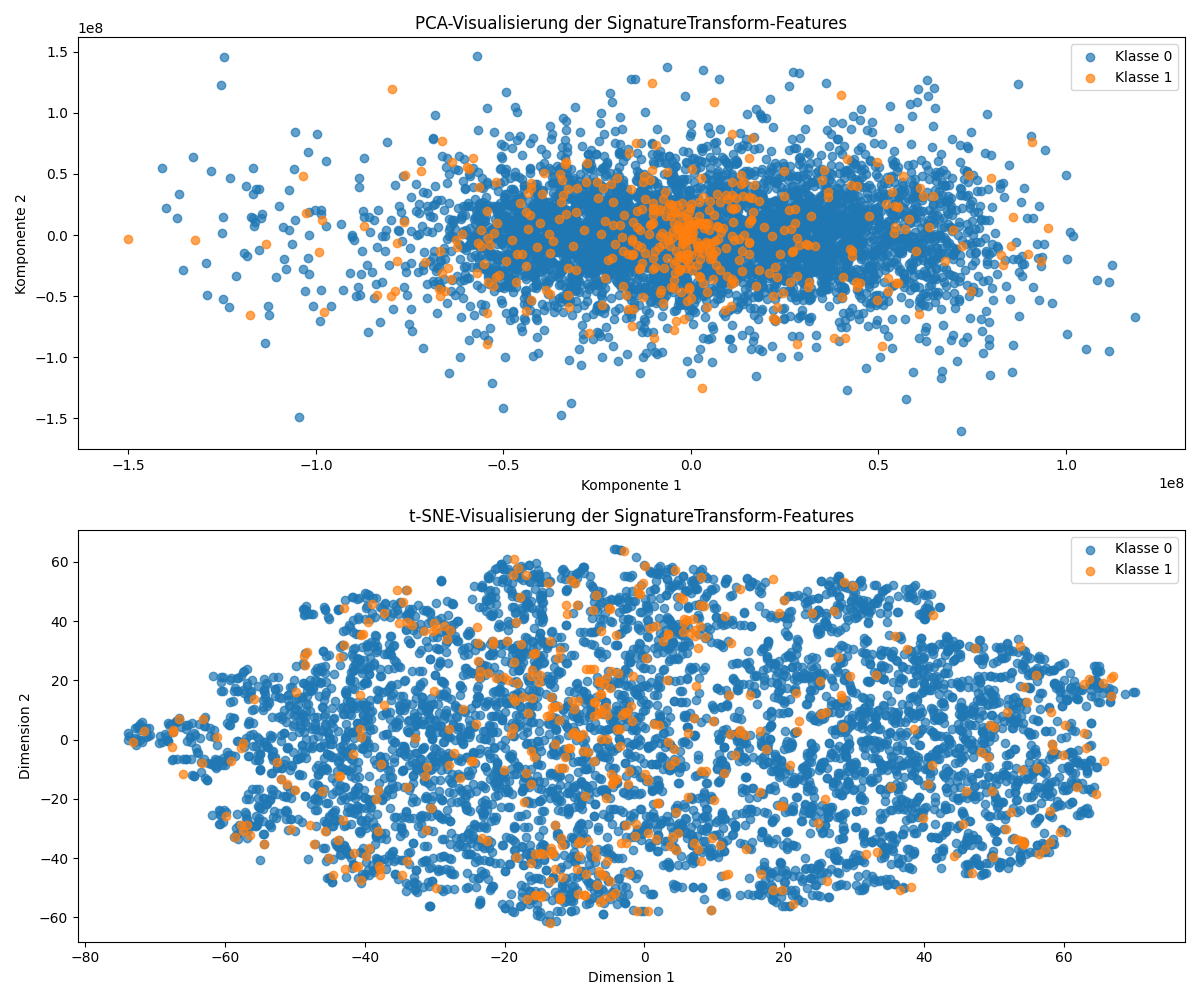 PCA-Visualisierung der SignatureTransform-Features
1e8
Klasse 0
Klasse 1
1.5
1.0
0.5
0.0
−0.5
−1.0
−1.5
Komponente 2
−1.5 −1.0 −0.5 0.0 0.5 1.0
1e8
Komponente 1
t-SNE-Visualisierung der SignatureTransform-Features
Klasse 0
Klasse 1
60
40
20
0
−20
−40
−60
Dimension 2
−80 −60 −40 −20 0 20 40 60
Dimension 1